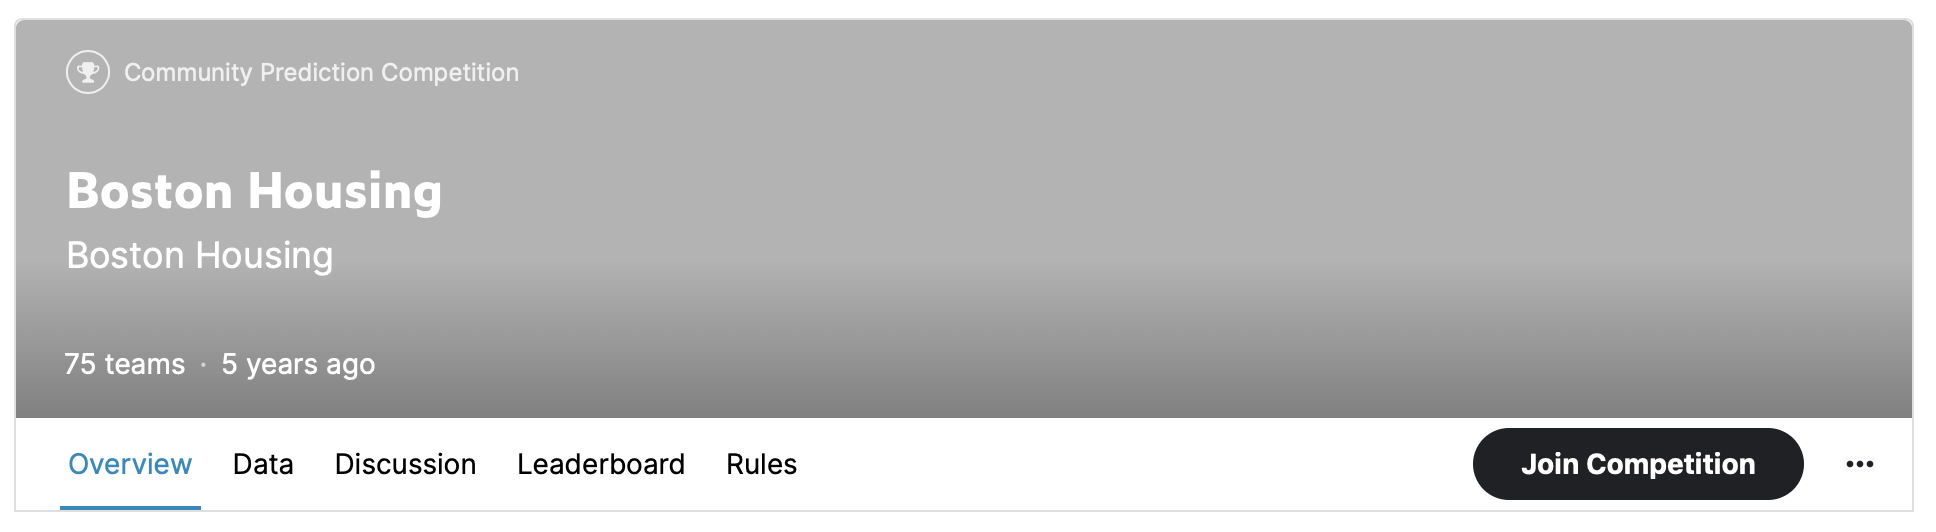 Community Prediction Competition
Boston Housing
Boston Housing
75 teams · 5 years ago
Overview Data Discussion Leaderboard Rules Join Competition •••